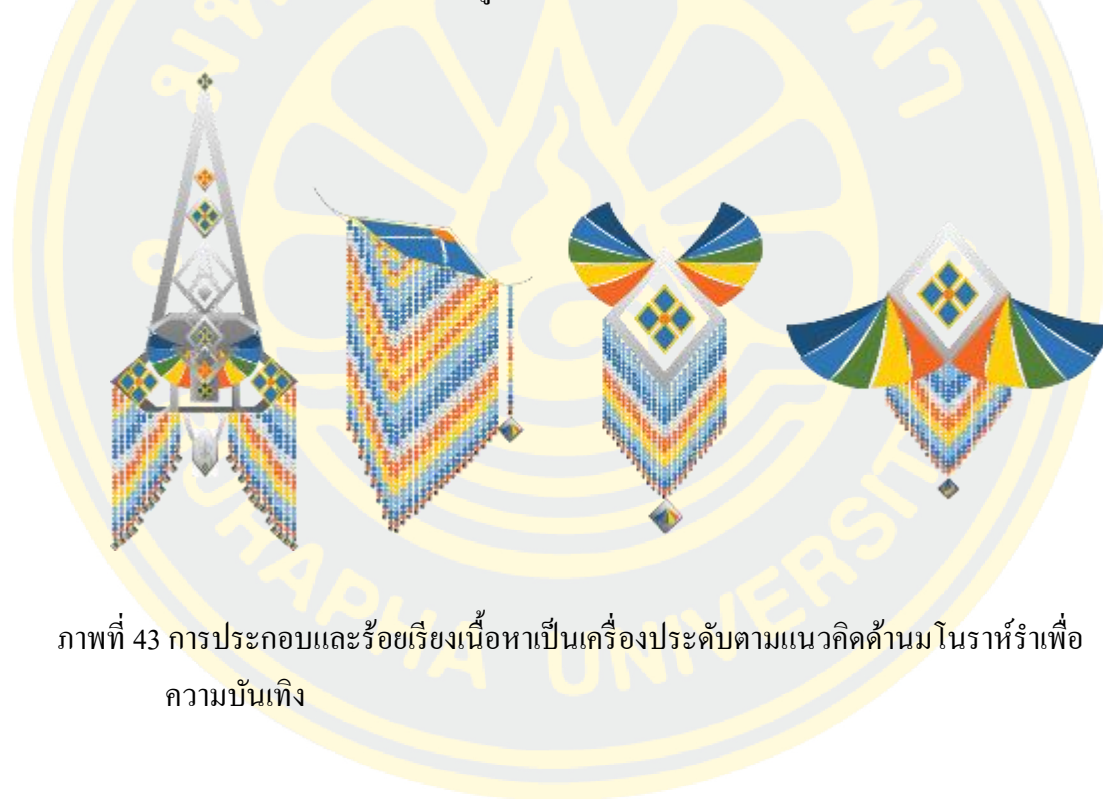 ภาพที่ 43 การประกอบและร้อยเรียงเนื้อหาเป็นเครื่องประดับตามแนวคิดด้านมโนราห์รำเพื่อ
ความบันเทิง